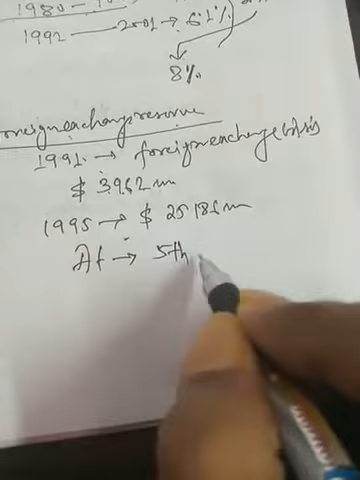 1980 -
1992 — 2001 → 6.1%
8%
foreign exchange reserve
1991 → foreign exchange crisis
$ 3962 m
1995 → $ 25186 m
At → 5th